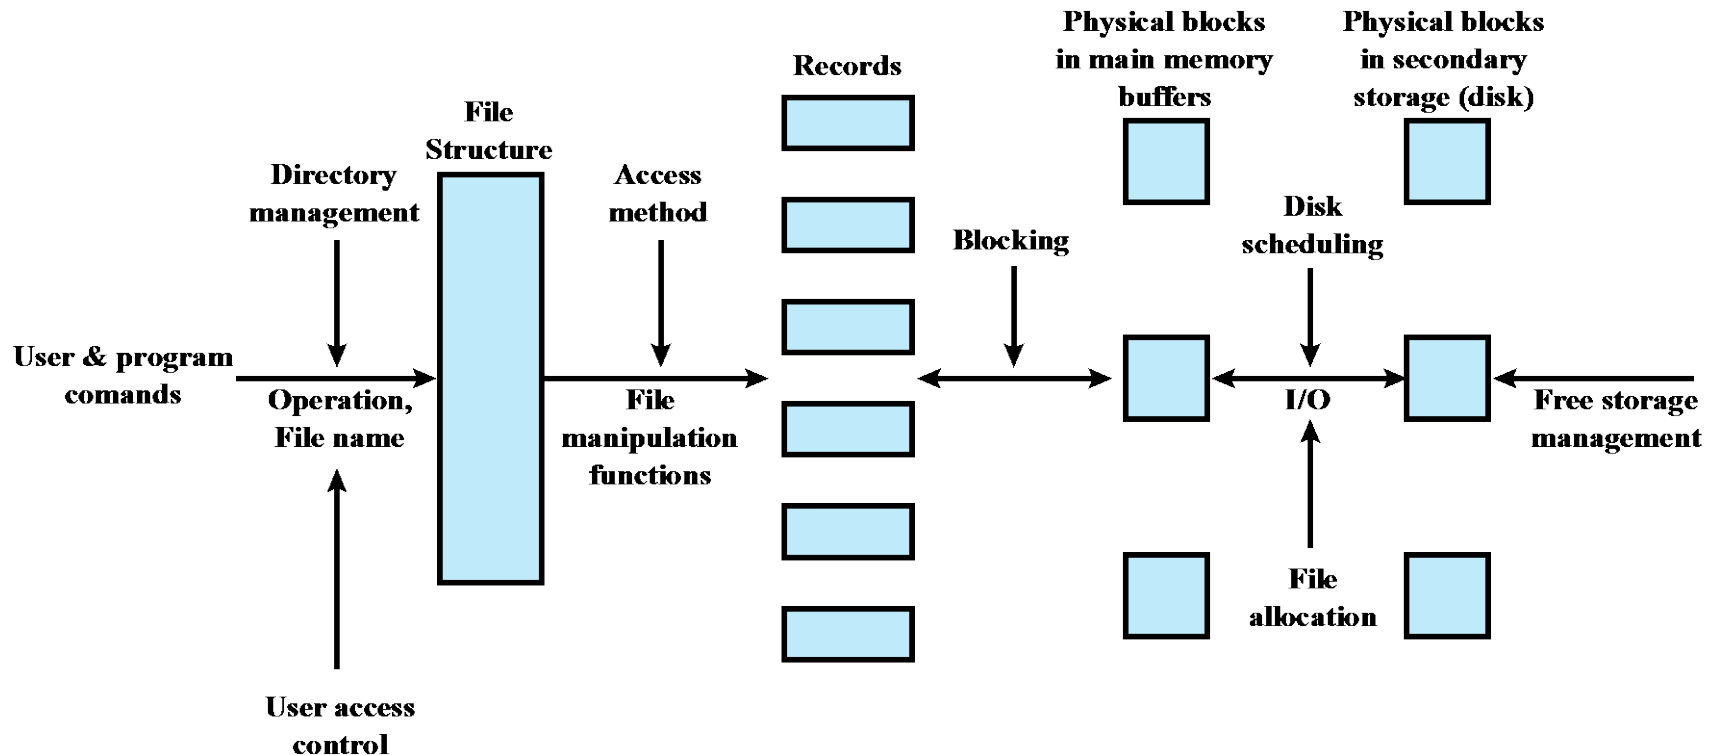 Physical blocks
in main memory
buffers
Physical blocks
in secondary
storage (disk)
Records
File
Structure
Directory
management
Access
method
Blocking
Disk
scheduling
User & program
comands
Operation,
File name
File
manipulation
functions
I/O
Free storage
management
File
allocation
User access
control